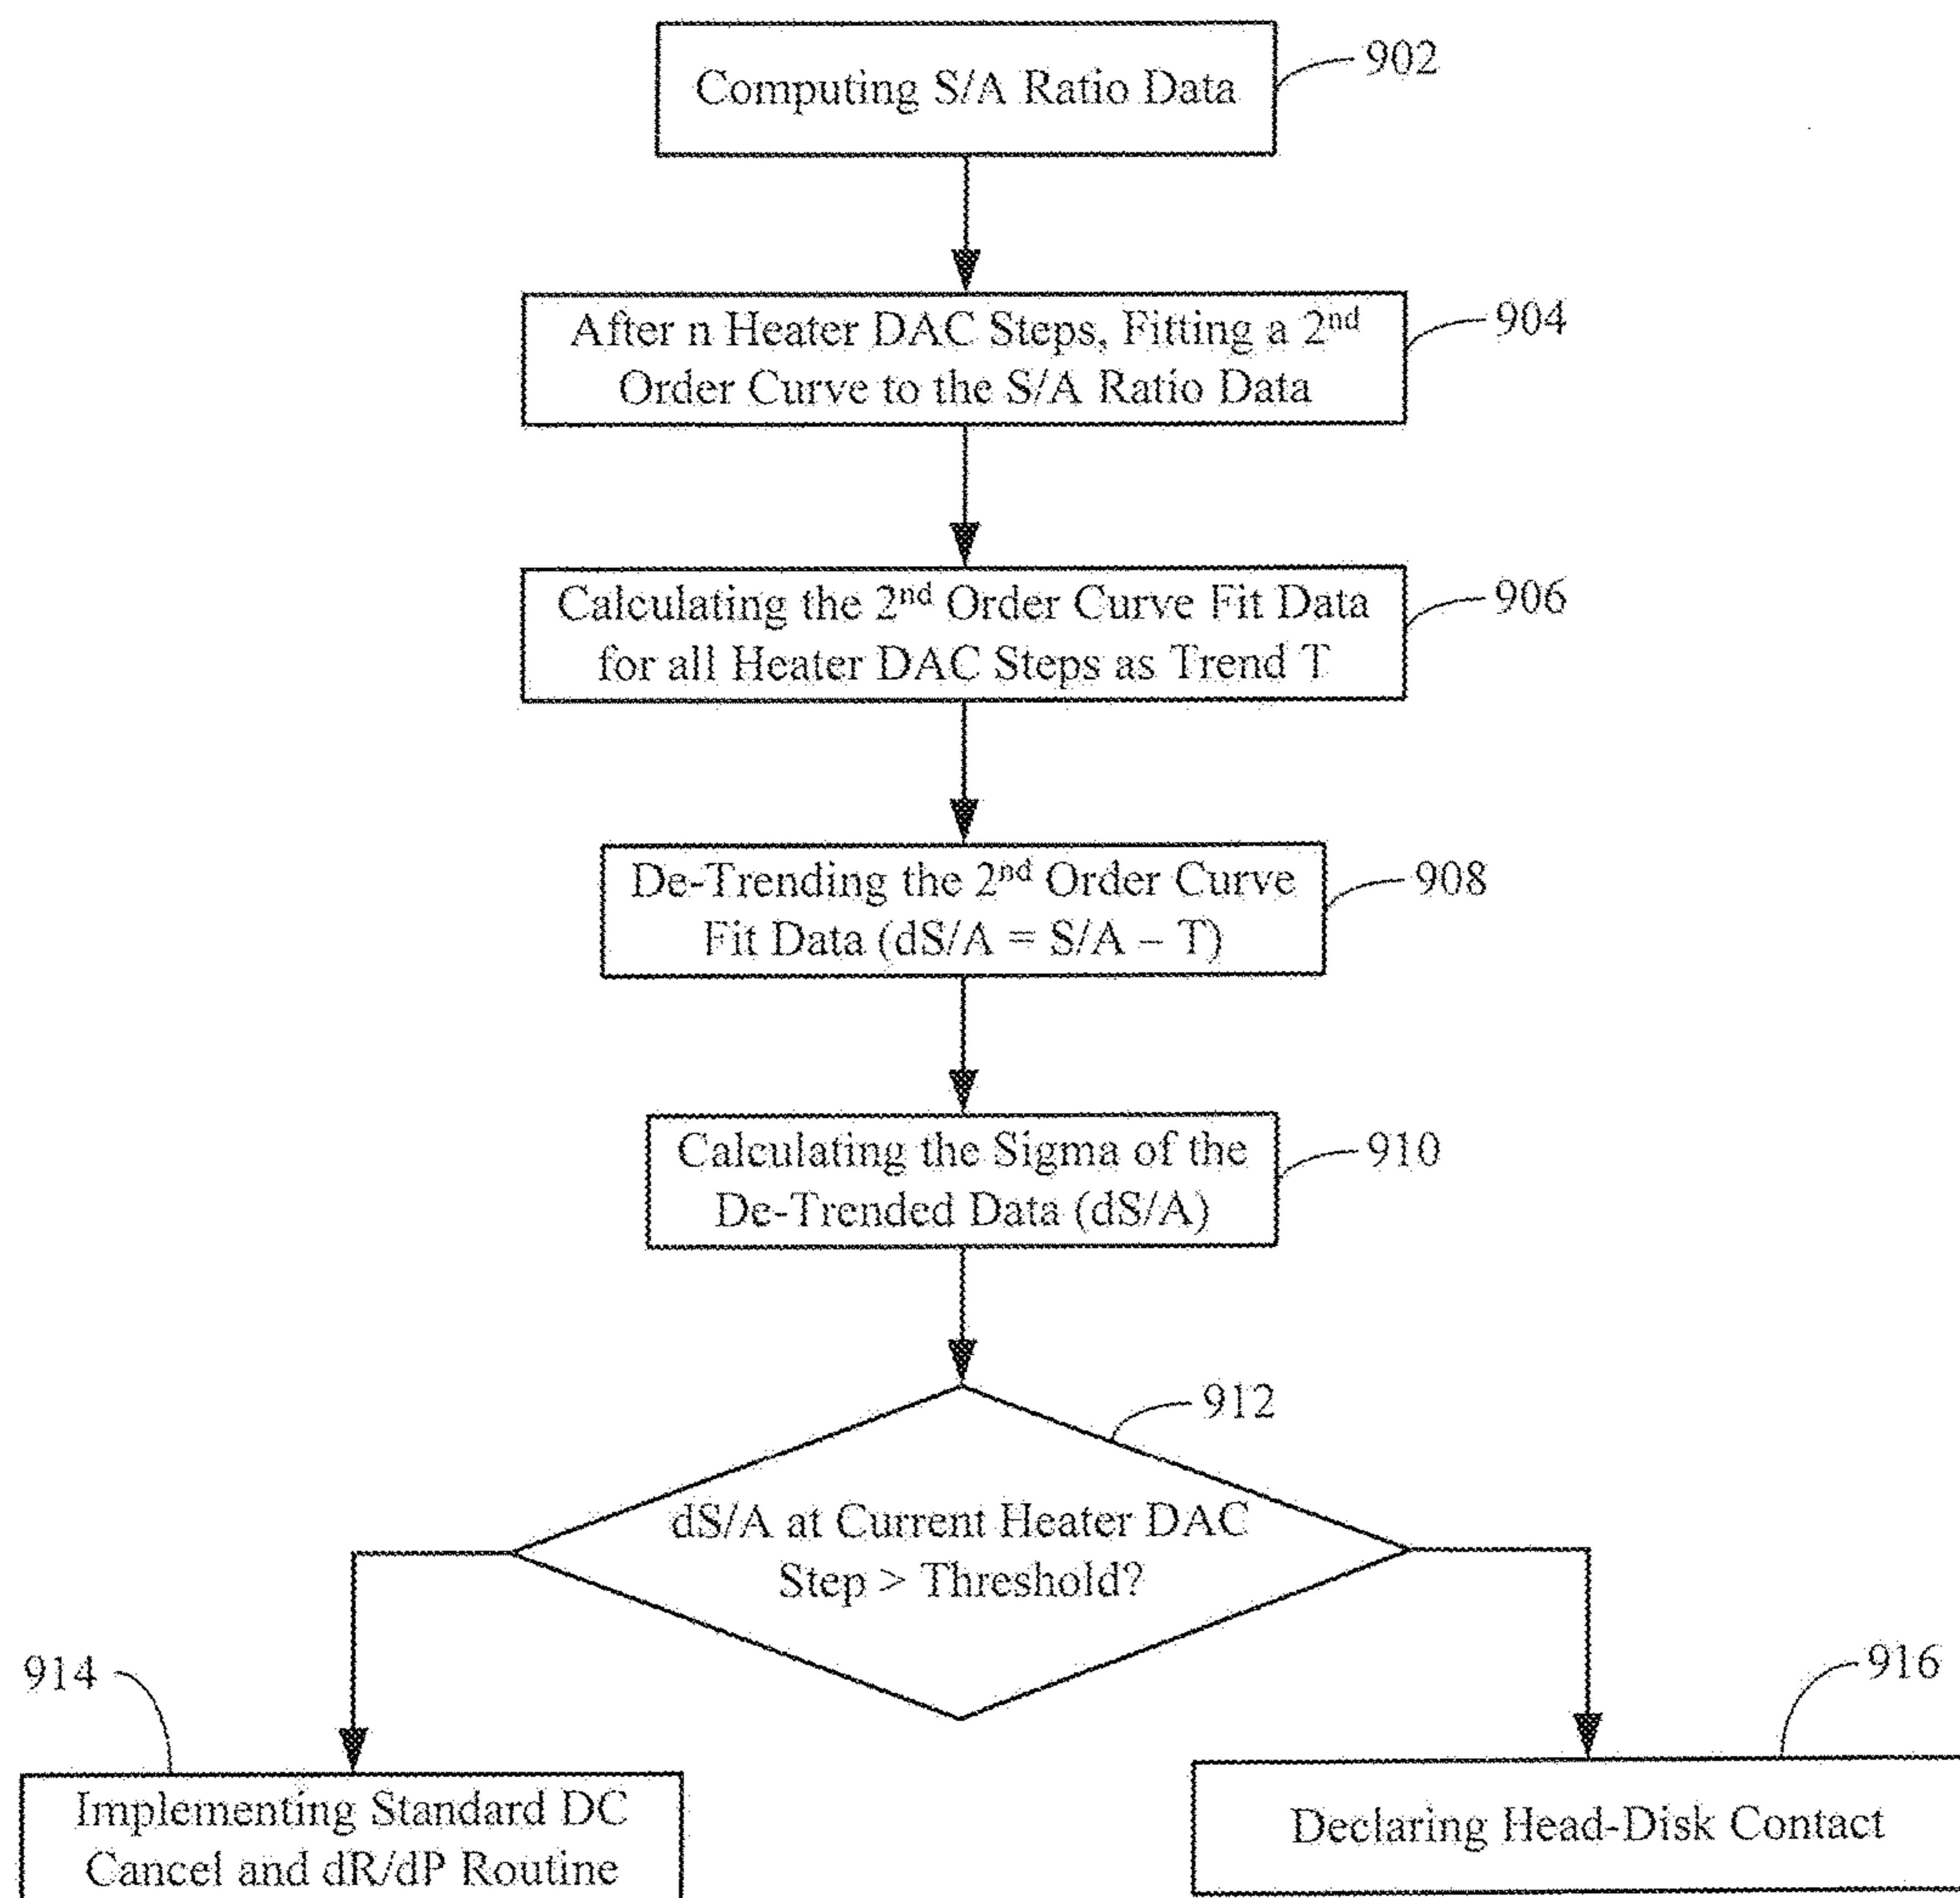 Computing S/A Ratio Data
902
After n Heater DAC Steps, Fitting a 2nd
Order Curve to the S/A Ratio Data
904
Calculating the 2nd Order Curve Fit Data
for all Heater DAC Steps as Trend T
906
De-Trending the 2nd Order Curve
Fit Data (dS/A = S/A – T)
908
Calculating the Sigma of the
De-Trended Data (dS/A)
910
912
dS/A at Current Heater DAC
Step > Threshold?
914
Implementing Standard DC
Cancel and dR/dP Routine
916
Declaring Head-Disk Contact